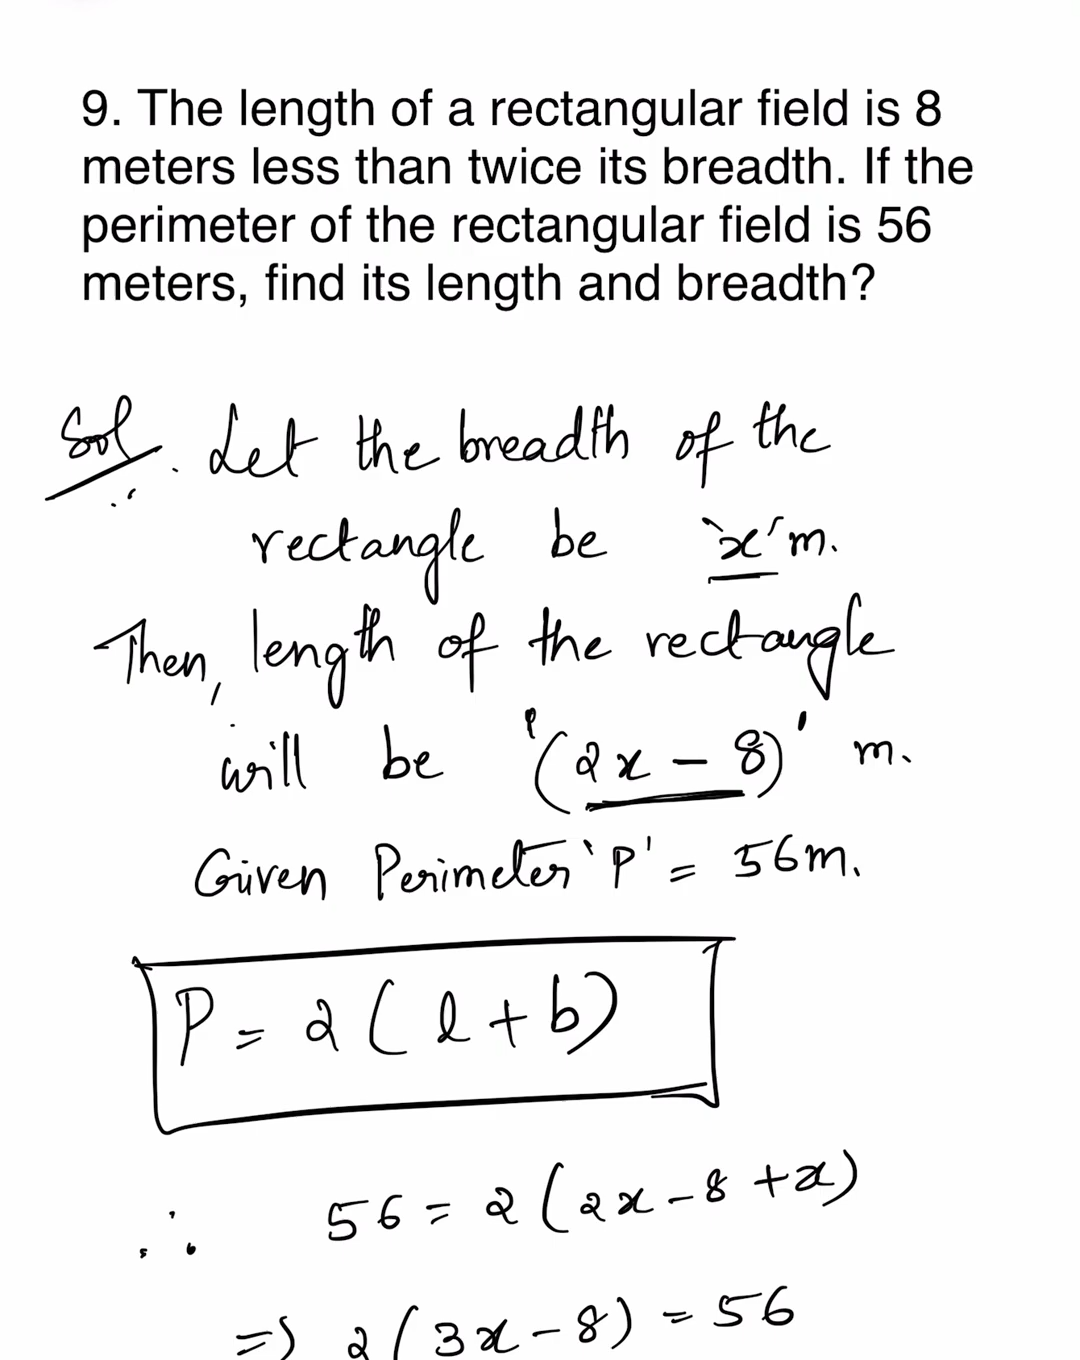 9. The length of a rectangular field is 8
meters less than twice its breadth. If the
perimeter of the rectangular field is 56
meters, find its length and breadth?
Sol. Let the breadth of the
rectangle be 'x' m.
Then, length of the rectangle
will be '(2x - 8)' m.
Given Perimeter 'P' = 56m.
P = 2 ( l + b)
∴ 56 = 2 (2x - 8 + x)
=> 2 (3x - 8) = 56